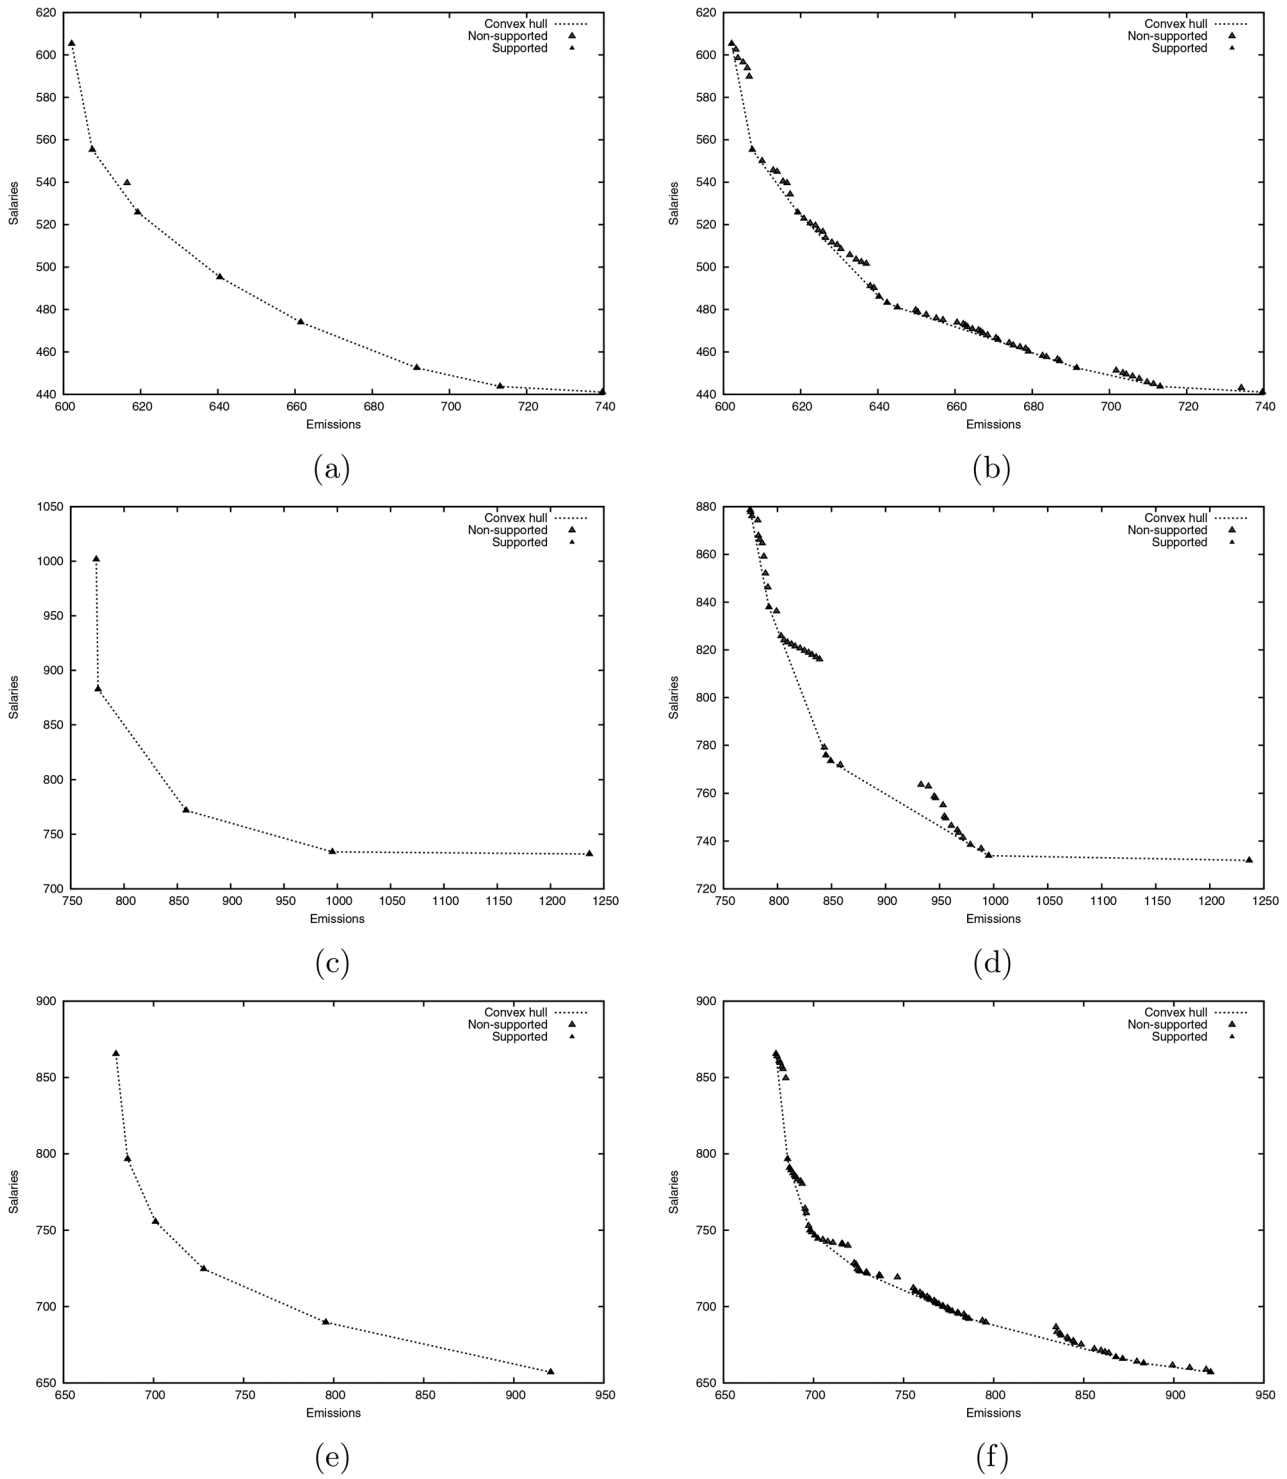 620
600
580
560
540
520
500
480
460
440
Salaries
Convex hull
Non-supported
Supported
600 620 640 660 680 700 720 740
Emissions
(a)
620
600
580
560
540
520
500
480
460
440
Salaries
Convex hull
Non-supported
Supported
600 620 640 660 680 700 720 740
Emissions
(b)
1050
1000
950
900
850
800
750
700
Salaries
Convex hull
Non-supported
Supported
750 800 850 900 950 1000 1050 1100 1150 1200 1250
Emissions
(c)
880
860
840
820
800
780
760
740
720
Salaries
Convex hull
Non-supported
Supported
750 800 850 900 950 1000 1050 1100 1150 1200 1250
Emissions
(d)
900
850
800
750
700
650
Salaries
Convex hull
Non-supported
Supported
650 700 750 800 850 900 950
Emissions
(e)
900
850
800
750
700
650
Salaries
Convex hull
Non-supported
Supported
650 700 750 800 850 900 950
Emissions
(f)